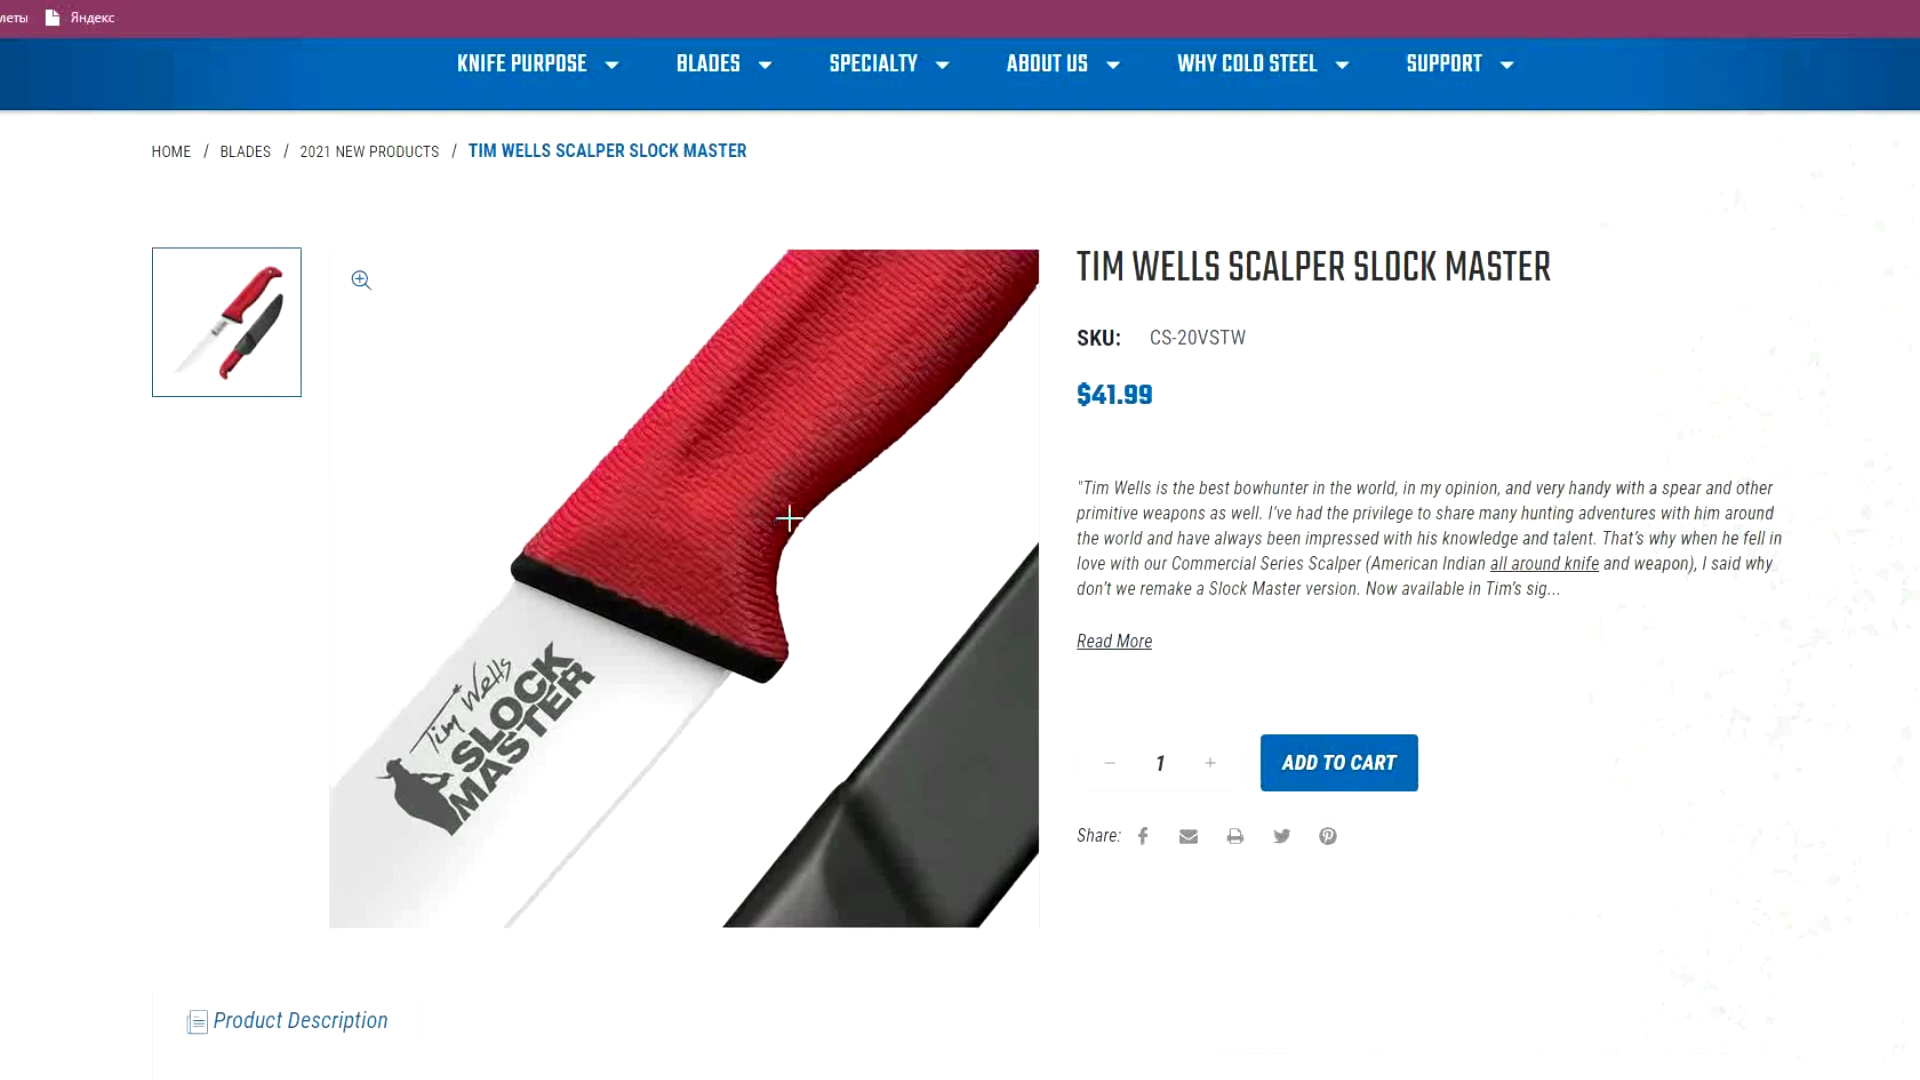 леты Яндекс
KNIFE PURPOSE BLADES SPECIALTY ABOUT US WHY COLD STEEL SUPPORT
HOME / BLADES / 2021 NEW PRODUCTS / TIM WELLS SCALPER SLOCK MASTER
TIM WELLS SCALPER SLOCK MASTER
SKU: CS-20VSTW
$41.99
"Tim Wells is the best bowhunter in the world, in my opinion, and very handy with a spear and other
primitive weapons as well. I've had the privilege to share many hunting adventures with him around
the world and have always been impressed with his knowledge and talent. That's why when he fell in
love with our Commercial Series Scalper (American Indian all around knife and weapon), I said why
don't we remake a Slock Master version. Now available in Tim's sig...
Read More
Tim Wells
SLOCK
MASTER
− 1 + ADD TO CART
Share:
Product Description